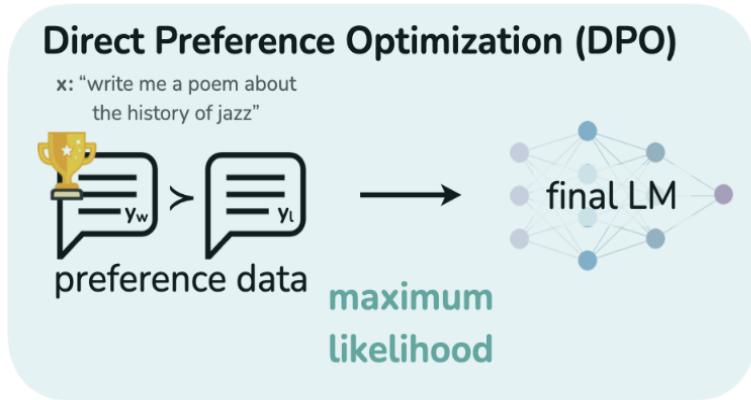 Direct Preference Optimization (DPO)
x: “write me a poem about
the history of jazz”
y_w ≻ y_l
preference data
maximum
likelihood
final LM